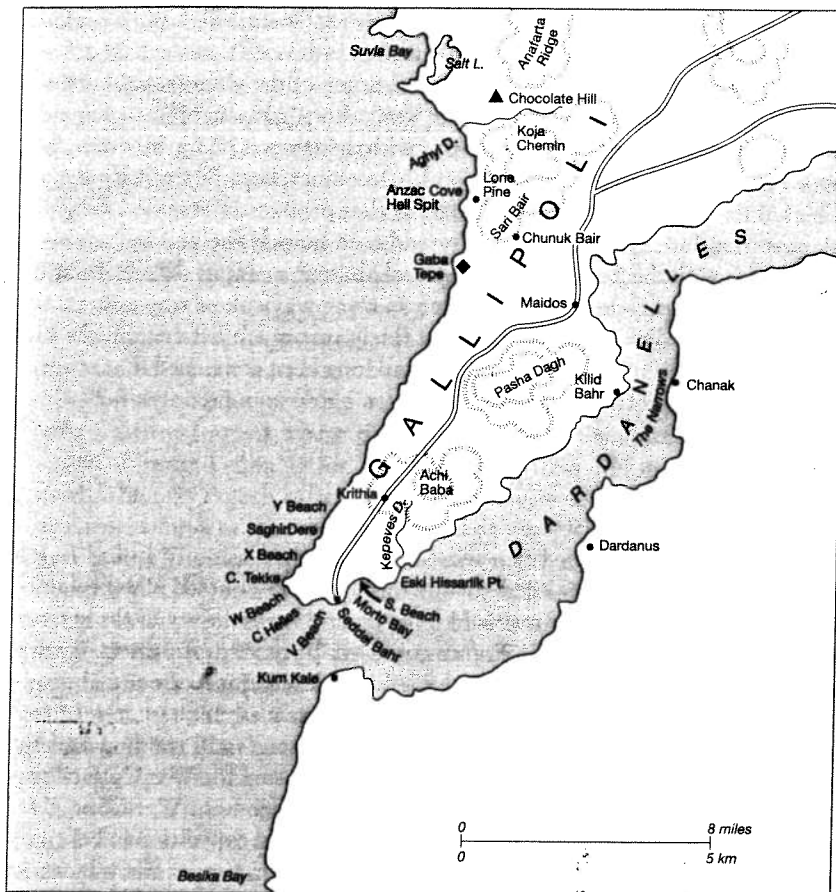 Suvla Bay
Salt L.
Anafarta
Ridge
Chocolate Hill
Koja
Chemin
Aghyl D.
Lone
Pine
Anzac Cove
Hell Spit
Sari Bair
Chunuk Bair
Gaba
Tepe
Maidos
GALLIPOLI
DARDANELLES
Pasha Dagh
Kilid
Bahr
The Narrows
Chanak
Achi
Baba
Krithia
Kepeves D.
Y Beach
SaghirDere
X Beach
C. Tekke
W Beach
C Helles
V Beach
Seddel Bahr
Morto Bay
S. Beach
Eski Hissarlik Pt.
Dardanus
Kum Kale
Besika Bay
0 8 miles
0 5 km